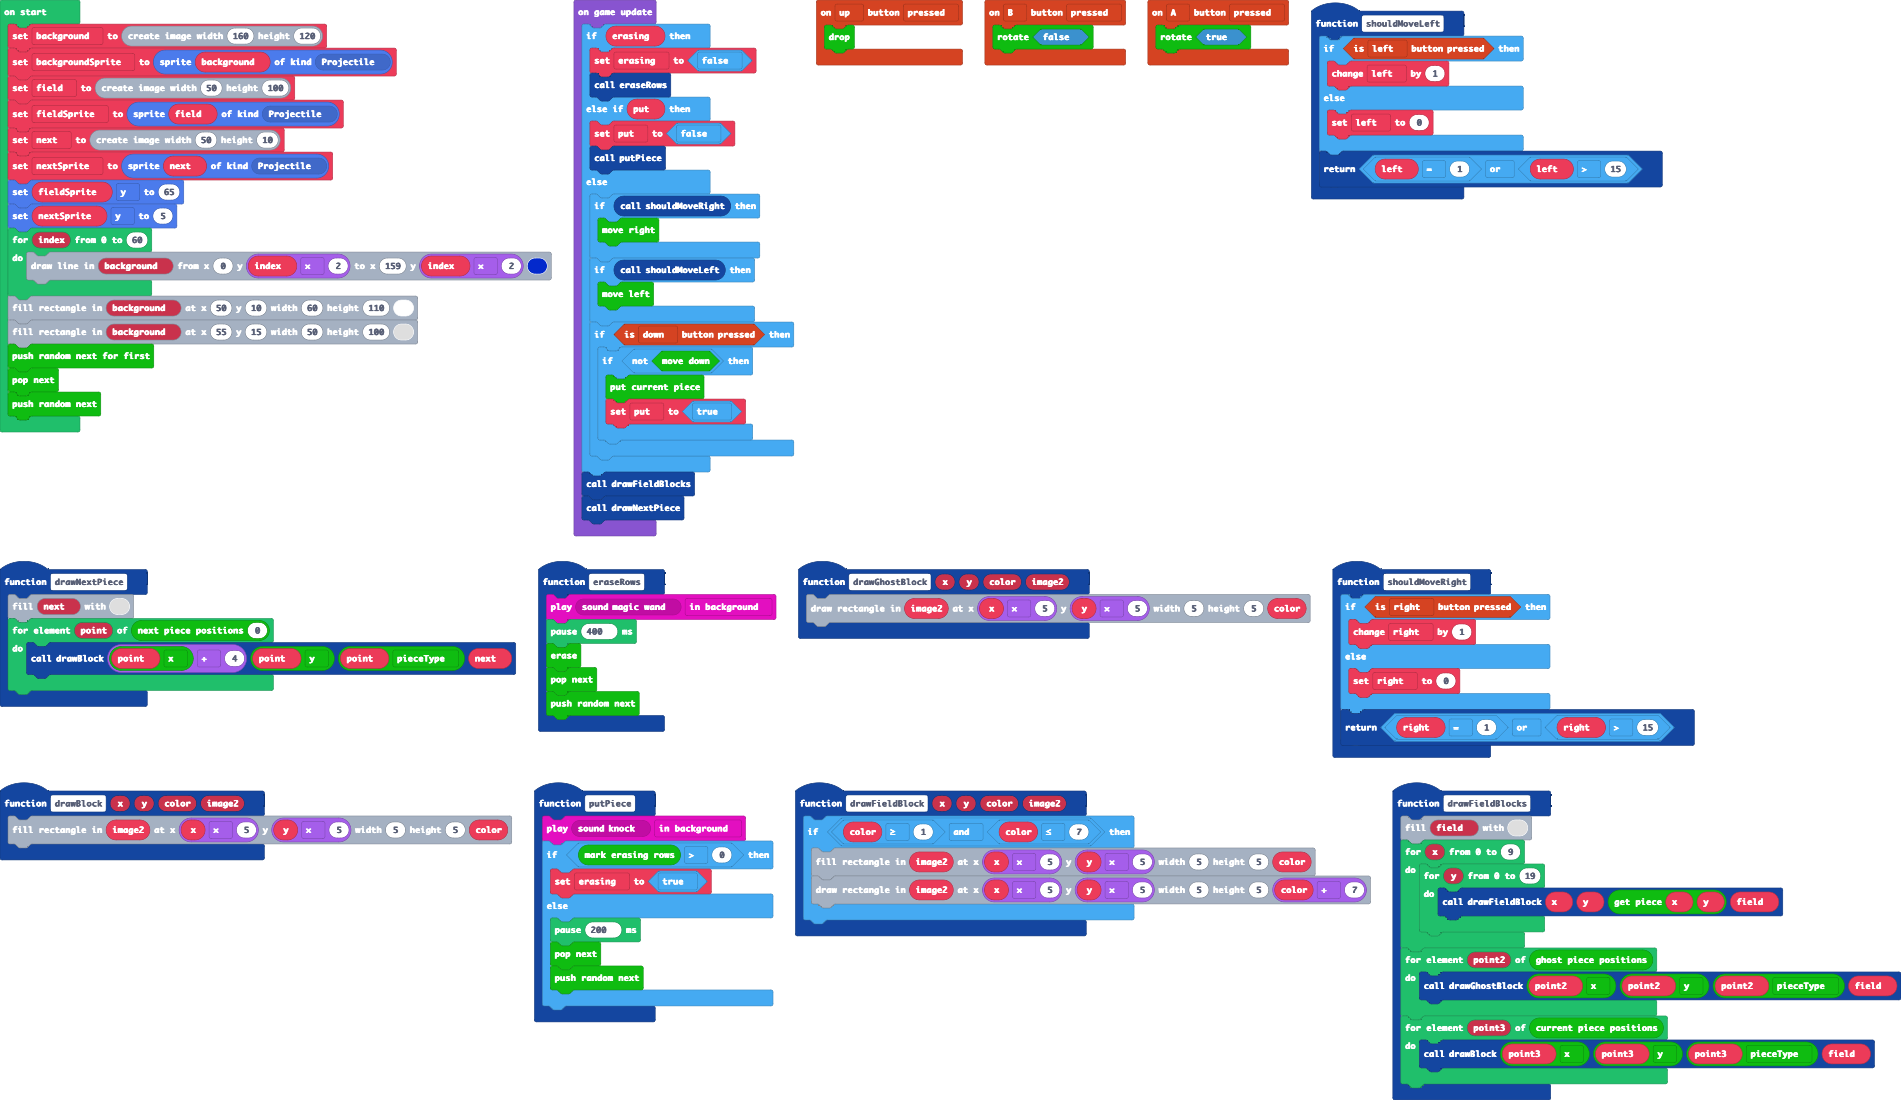 on start
set background to create image width 160 height 120
set backgroundSprite to sprite background of kind Projectile
set field to create image width 50 height 100
set fieldSprite to sprite field of kind Projectile
set next to create image width 50 height 10
set nextSprite to sprite next of kind Projectile
set fieldSprite y to 65
set nextSprite y to 5
for index from 0 to 60
do draw line in background from x 0 y index × 2 to x 159 y index × 2
fill rectangle in background at x 50 y 10 width 60 height 110
fill rectangle in background at x 55 y 15 width 50 height 100
push random next for first
pop next
push random next
on game update
if erasing then
set erasing to false
call eraseRows
else if put then
set put to false
call putPiece
else
if call shouldMoveRight then
move right
if call shouldMoveLeft then
move left
if is down button pressed then
if not move down then
put current piece
set put to true
call drawFieldBlocks
call drawNextPiece
on up button pressed
drop
on B button pressed
rotate false
on A button pressed
rotate true
function shouldMoveLeft
if is left button pressed then
change left by 1
else
set left to 0
return left = 1 or left > 15
function drawNextPiece
fill next with
for element point of next piece positions 0
do call drawBlock point x + 4 point y point pieceType next
function eraseRows
play sound magic wand in background
pause 400 ms
erase
pop next
push random next
function drawGhostBlock x y color image2
draw rectangle in image2 at x x × 5 y y × 5 width 5 height 5 color
function shouldMoveRight
if is right button pressed then
change right by 1
else
set right to 0
return right = 1 or right > 15
function drawBlock x y color image2
fill rectangle in image2 at x x × 5 y y × 5 width 5 height 5 color
function putPiece
play sound knock in background
if mark erasing rows > 0 then
set erasing to true
else
pause 200 ms
pop next
push random next
function drawFieldBlock x y color image2
if color ≥ 1 and color ≤ 7 then
fill rectangle in image2 at x x × 5 y y × 5 width 5 height 5 color
draw rectangle in image2 at x x × 5 y y × 5 width 5 height 5 color + 7
function drawFieldBlocks
fill field with
for x from 0 to 9
do for y from 0 to 19
do call drawFieldBlock x y get piece x y field
for element point2 of ghost piece positions
do call drawGhostBlock point2 x point2 y point2 pieceType field
for element point3 of current piece positions
do call drawBlock point3 x point3 y point3 pieceType field